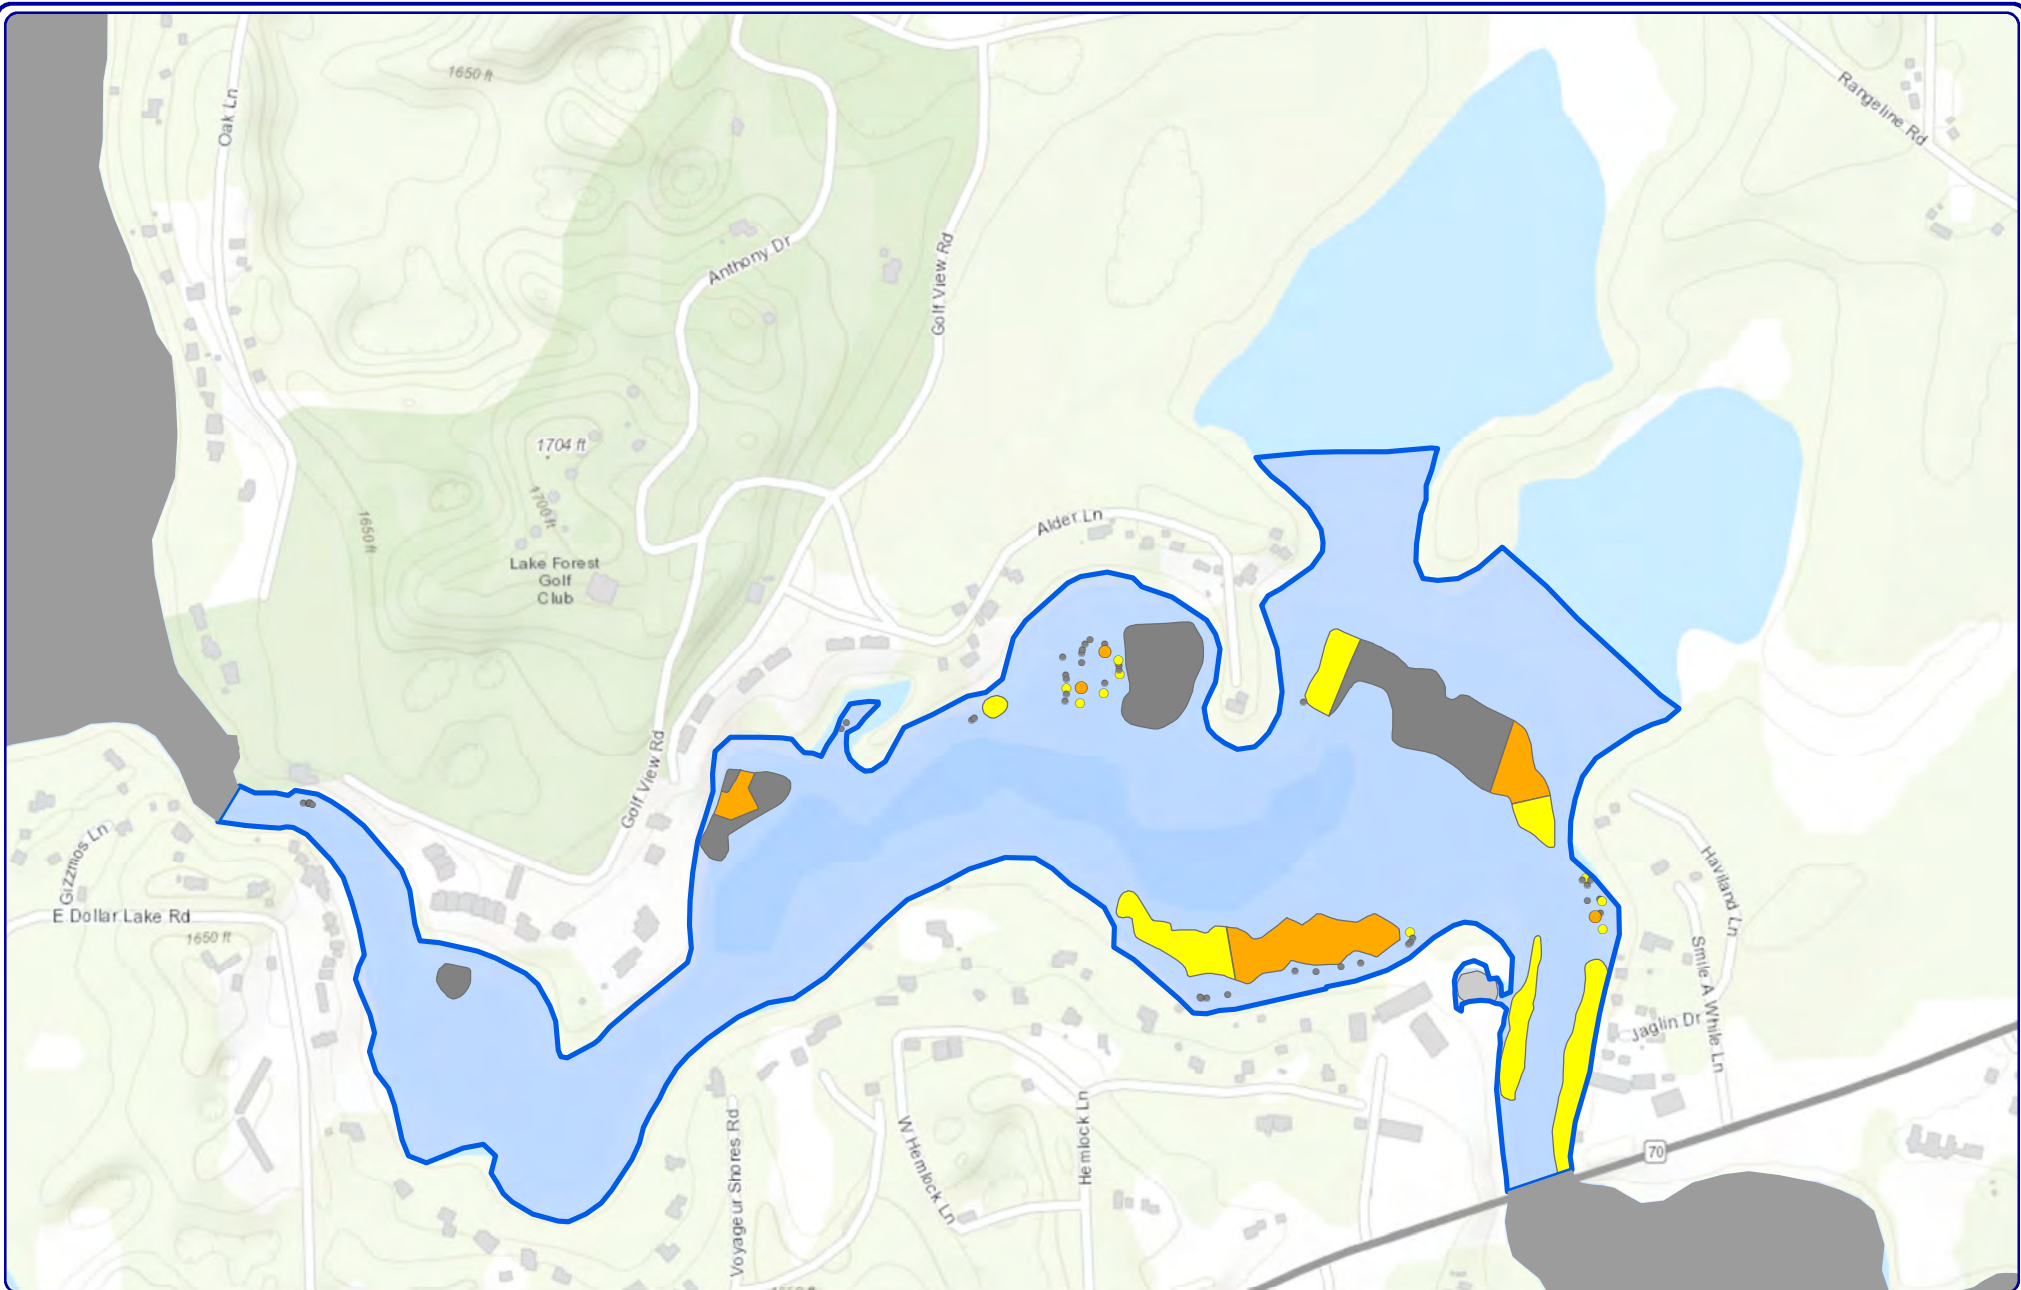 1650 ft
Oak Ln
Rangeline Rd
Anthony Dr
Golf View Rd
1704 ft
1700 ft
1650 ft
Alder Ln
Lake Forest
Golf
Club
Golf View Rd
Gizzmos Ln
E Dollar Lake Rd
1650 ft
Haviland Ln
Smile A While Ln
Jaglin Dr
70
Voyageur Shores Rd
W Hemlock Ln
Hemlock Ln